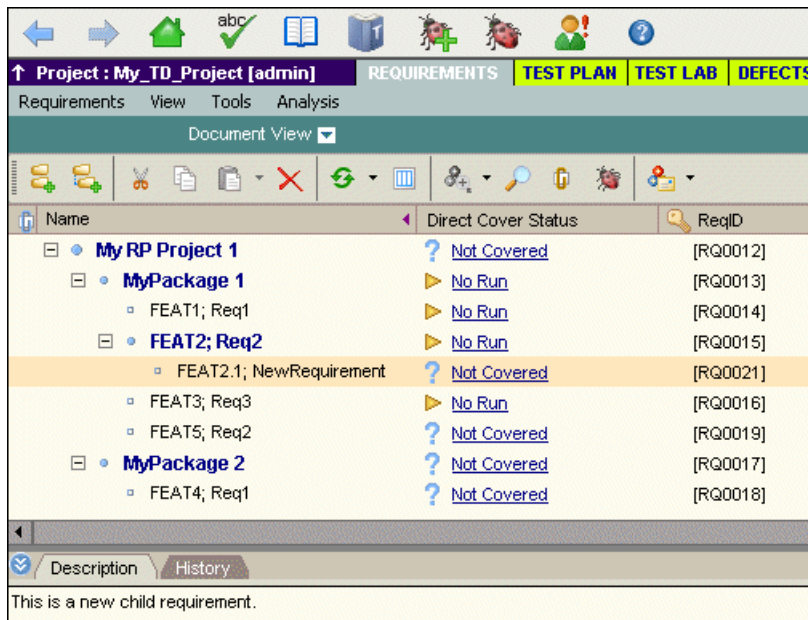 abc
T
?
↑ Project : My_TD_Project [admin] REQUIREMENTS TEST PLAN TEST LAB DEFECTS
Requirements View Tools Analysis
Document View
Name Direct Cover Status ReqID
My RP Project 1 ? Not Covered [RQ0012]
MyPackage 1 No Run [RQ0013]
FEAT1; Req1 No Run [RQ0014]
FEAT2; Req2 No Run [RQ0015]
FEAT2.1; NewRequirement ? Not Covered [RQ0021]
FEAT3; Req3 No Run [RQ0016]
FEAT5; Req2 ? Not Covered [RQ0019]
MyPackage 2 ? Not Covered [RQ0017]
FEAT4; Req1 ? Not Covered [RQ0018]
Description History
This is a new child requirement.